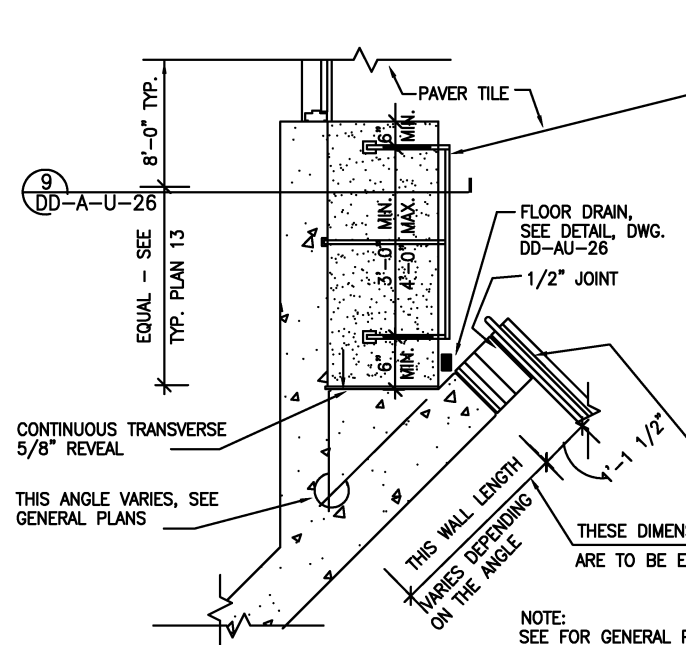 8'-0" TYP.
PAVER TILE
6" MIN.
9
DD-A-U-26
EQUAL - SEE
TYP. PLAN 13
3'-0" MIN.
4'-0" MAX.
FLOOR DRAIN,
SEE DETAIL, DWG.
DD-AU-26
1/2" JOINT
6" MIN.
CONTINUOUS TRANSVERSE
5/8" REVEAL
1'-1 1/2"
THIS ANGLE VARIES, SEE
GENERAL PLANS
THIS WALL LENGTH
VARIES DEPENDING
ON THE ANGLE
THESE DIMENS
ARE TO BE E
NOTE:
SEE FOR GENERAL P